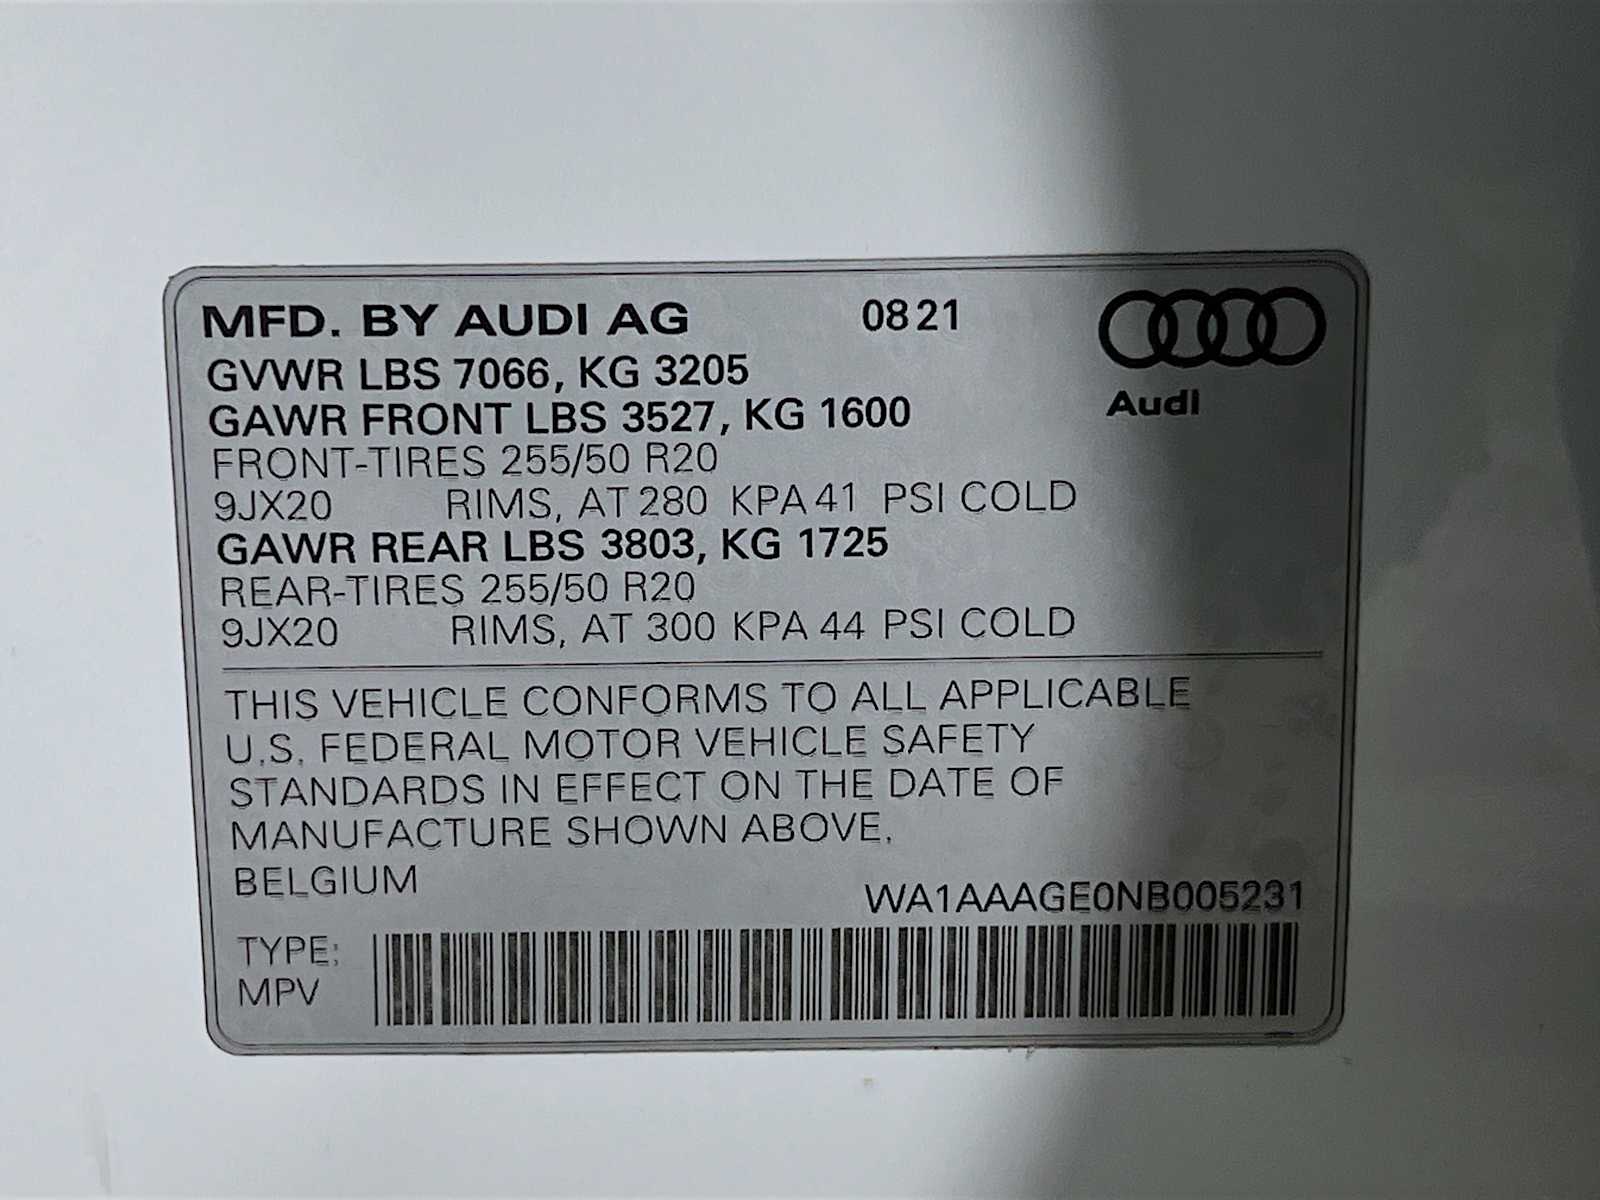 MFD. BY AUDI AG 08 21
GVWR LBS 7066, KG 3205
GAWR FRONT LBS 3527, KG 1600
Audi
FRONT-TIRES 255/50 R20
9JX20 RIMS, AT 280 KPA 41 PSI COLD
GAWR REAR LBS 3803, KG 1725
REAR-TIRES 255/50 R20
9JX20 RIMS, AT 300 KPA 44 PSI COLD
THIS VEHICLE CONFORMS TO ALL APPLICABLE
U.S. FEDERAL MOTOR VEHICLE SAFETY
STANDARDS IN EFFECT ON THE DATE OF
MANUFACTURE SHOWN ABOVE.
BELGIUM
WA1AAAGE0NB005231
TYPE:
MPV